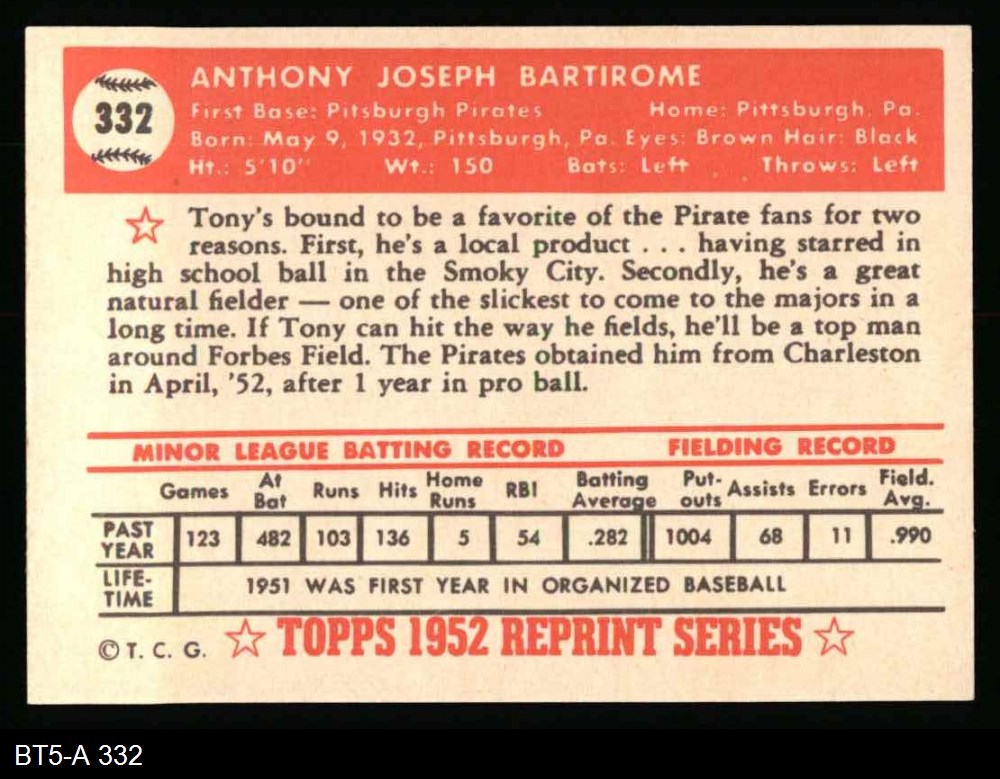 332
ANTHONY JOSEPH BARTIROME
First Base: Pitsburgh Pirates Home: Pittsburgh, Pa.
Born: May 9, 1932, Pittsburgh, Pa. Eyes: Brown Hair: Black
Ht.: 5'10" Wt.: 150 Bats: Left Throws: Left
Tony's bound to be a favorite of the Pirate fans for two
reasons. First, he's a local product . . . having starred in
high school ball in the Smoky City. Secondly, he's a great
natural fielder — one of the slickest to come to the majors in a
long time. If Tony can hit the way he fields, he'll be a top man
around Forbes Field. The Pirates obtained him from Charleston
in April, '52, after 1 year in pro ball.
MINOR LEAGUE BATTING RECORD FIELDING RECORD
Games At Bat Runs Hits Home Runs RBI Batting Average Put-outs Assists Errors Field. Avg.
PAST YEAR 123 482 103 136 5 54 .282 1004 68 11 .990
LIFE-TIME 1951 WAS FIRST YEAR IN ORGANIZED BASEBALL
© T. C. G. TOPPS 1952 REPRINT SERIES
BT5-A 332